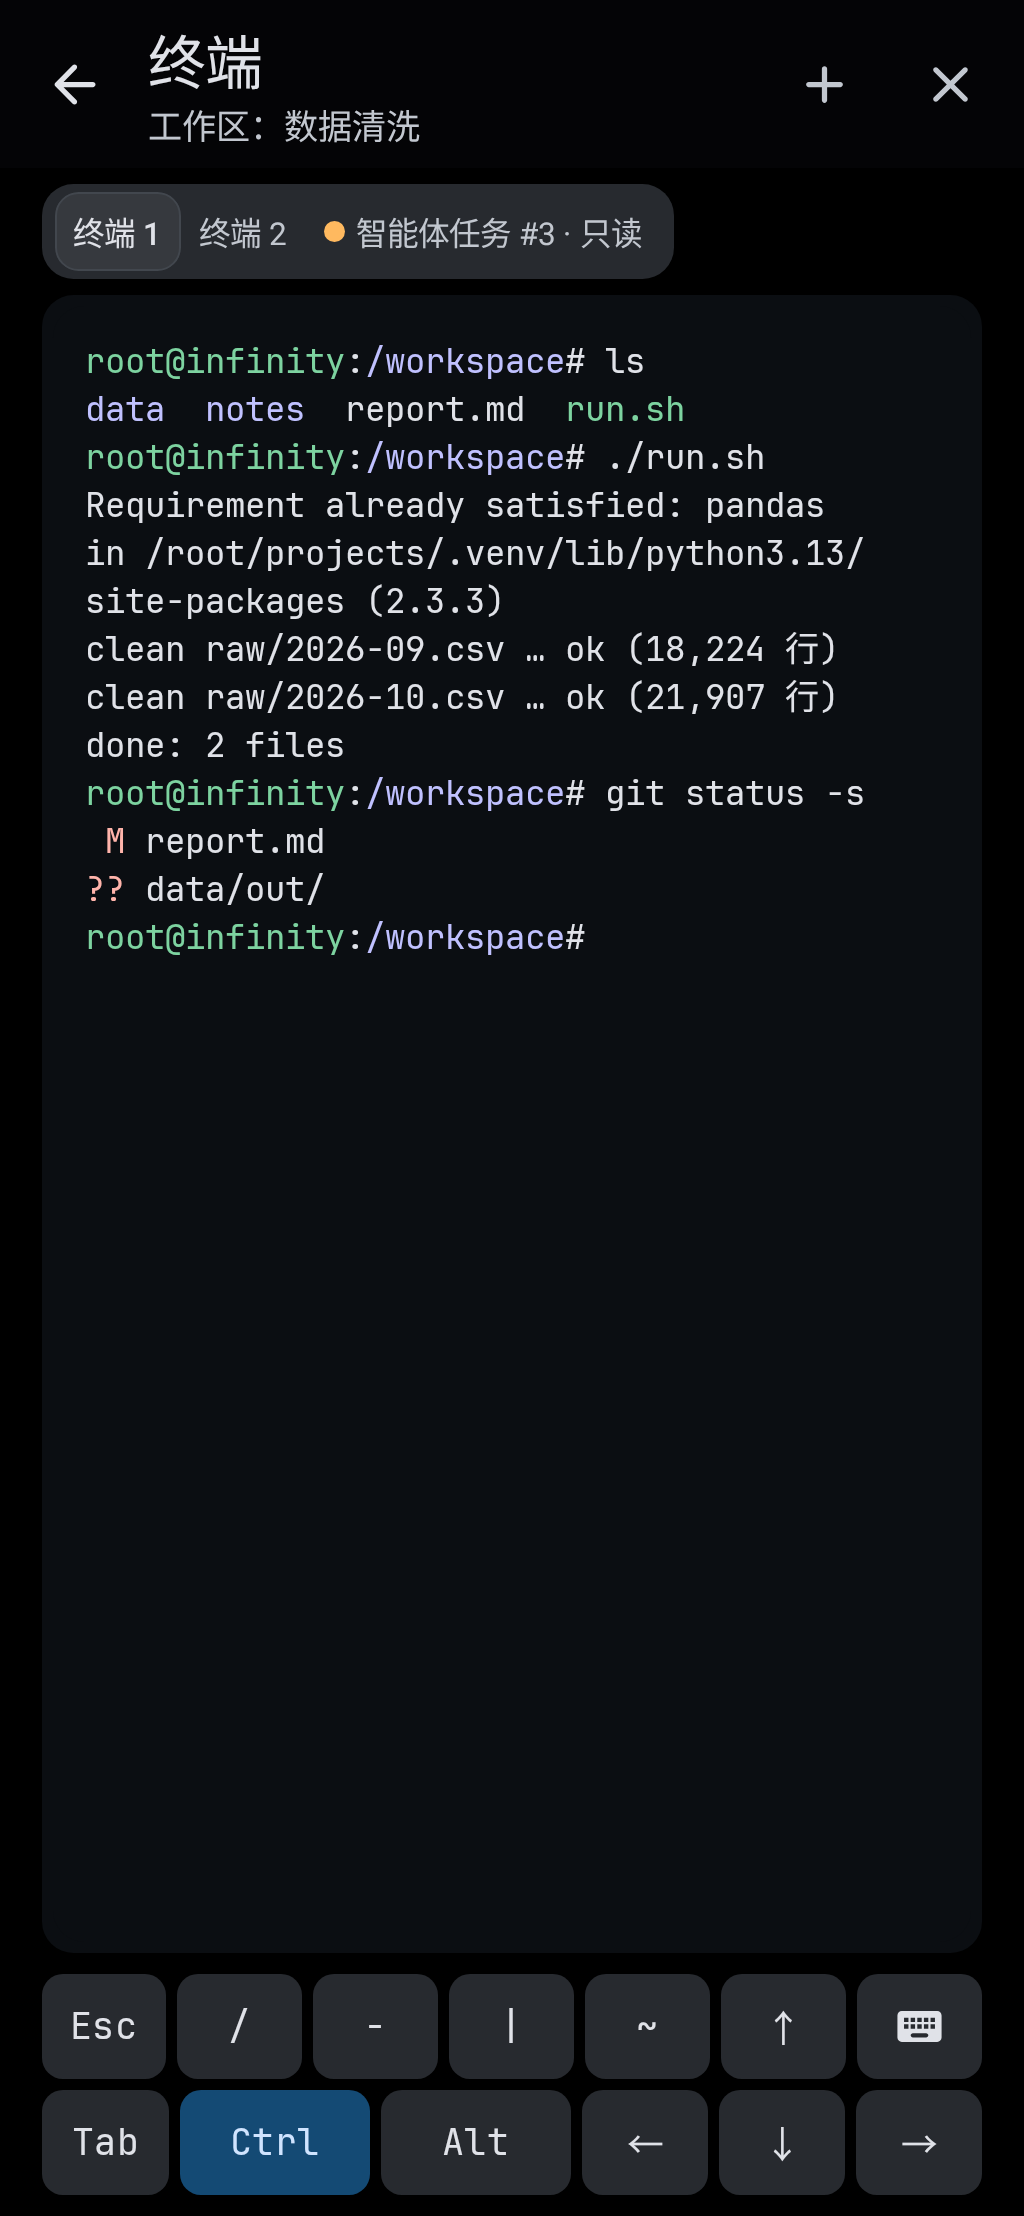 终端
工作区：数据清洗
终端 1 终端 2 智能体任务 #3 · 只读
root@infinity:/workspace# ls
data  notes  report.md  run.sh
root@infinity:/workspace# ./run.sh
Requirement already satisfied: pandas
in /root/projects/.venv/lib/python3.13/
site-packages (2.3.3)
clean raw/2026-09.csv … ok (18,224 行)
clean raw/2026-10.csv … ok (21,907 行)
done: 2 files
root@infinity:/workspace# git status -s
 M report.md
?? data/out/
root@infinity:/workspace#
Esc / - | ~ ↑
Tab Ctrl Alt ← ↓ →